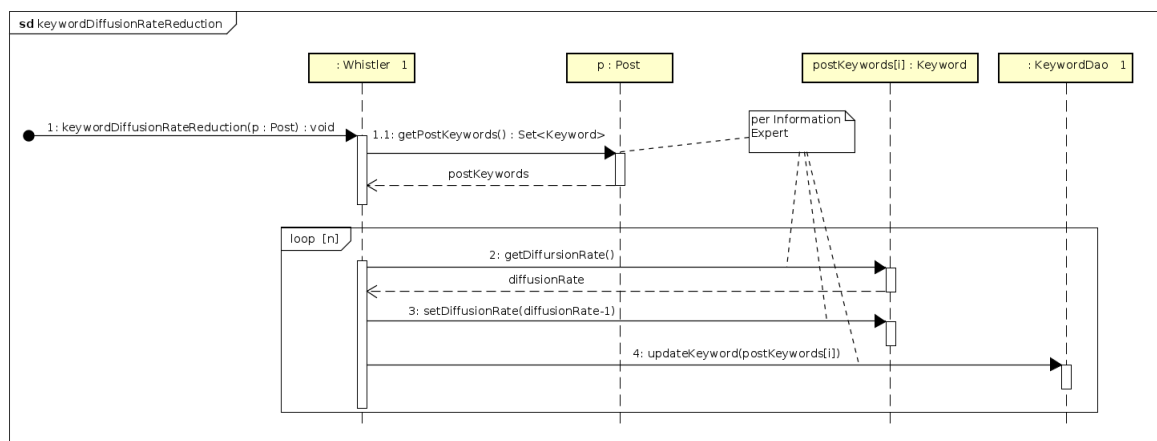 sd keywordDiffusionRateReduction
: Whistler 1
p : Post
postKeywords[i] : Keyword
: KeywordDao 1
1: keywordDiffusionRateReduction(p : Post) : void
1.1: getPostKeywords() : Set<Keyword>
per Information
Expert
postKeywords
loop [n]
2: getDiffursionRate()
diffusionRate
3: setDiffusionRate(diffusionRate-1)
4: updateKeyword(postKeywords[i])